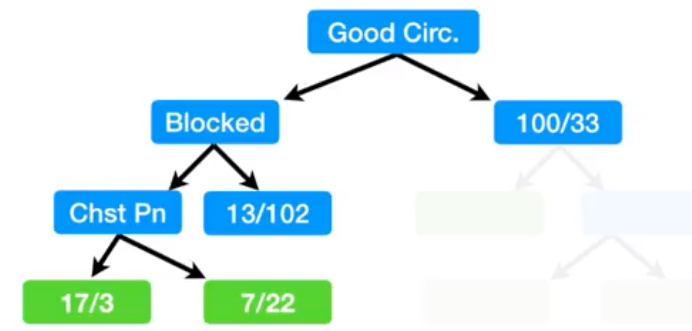 Good Circ.
Blocked
100/33
Chst Pn
13/102
17/3
7/22